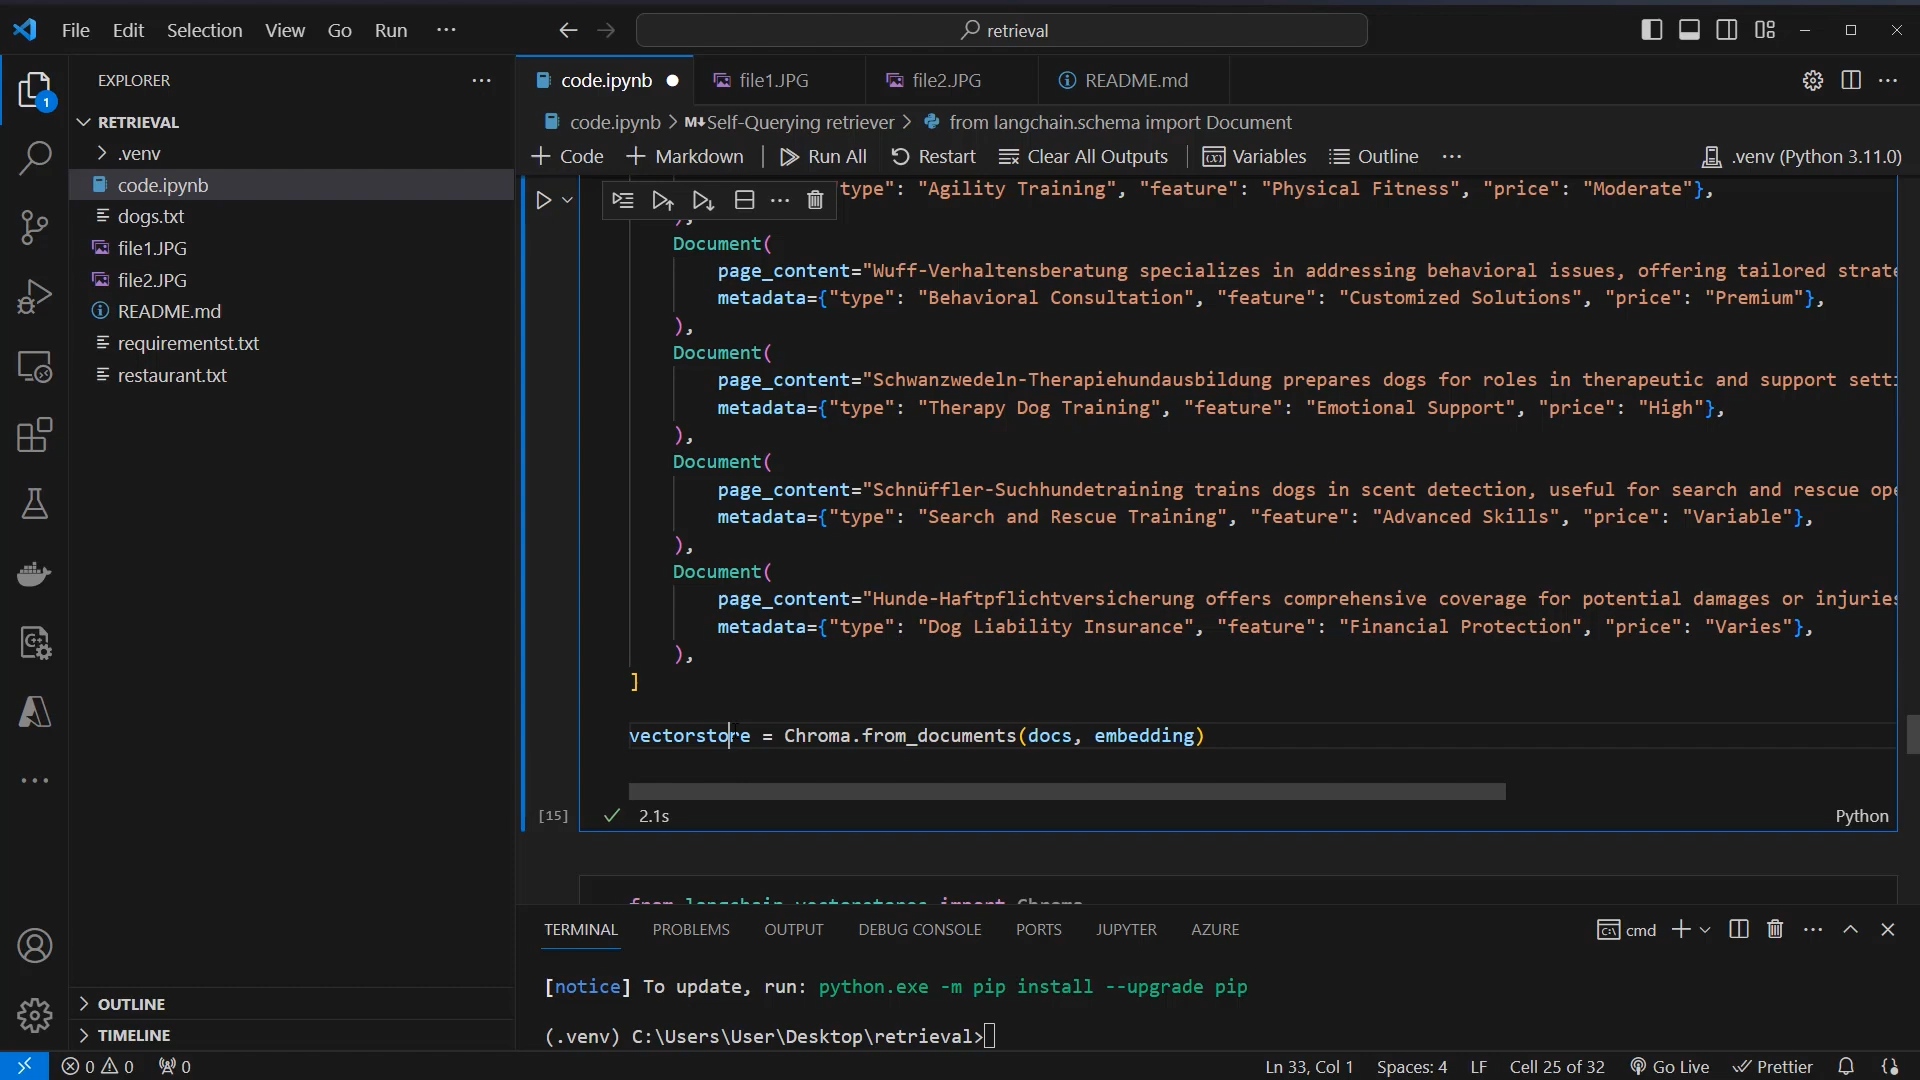 File Edit Selection View Go Run ···
retrieval
EXPLORER
RETRIEVAL
.venv
code.ipynb
dogs.txt
file1.JPG
file2.JPG
README.md
requirementst.txt
restaurant.txt
OUTLINE
TIMELINE
1
code.ipynb
file1.JPG
file2.JPG
README.md
code.ipynb > M↓Self-Querying retriever > from langchain.schema import Document
+ Code + Markdown | Run All Restart Clear All Outputs | Variables Outline ··· .venv (Python 3.11.0)
type": "Agility Training", "feature": "Physical Fitness", "price": "Moderate"},
),
Document(
page_content="Wuff-Verhaltensberatung specializes in addressing behavioral issues, offering tailored strate
metadata={"type": "Behavioral Consultation", "feature": "Customized Solutions", "price": "Premium"},
),
Document(
page_content="Schwanzwedeln-Therapiehundausbildung prepares dogs for roles in therapeutic and support setti
metadata={"type": "Therapy Dog Training", "feature": "Emotional Support", "price": "High"},
),
Document(
page_content="Schnüffler-Suchhundetraining trains dogs in scent detection, useful for search and rescue ope
metadata={"type": "Search and Rescue Training", "feature": "Advanced Skills", "price": "Variable"},
),
Document(
page_content="Hunde-Haftpflichtversicherung offers comprehensive coverage for potential damages or injuries
metadata={"type": "Dog Liability Insurance", "feature": "Financial Protection", "price": "Varies"},
),
]
vectorstore = Chroma.from_documents(docs, embedding)
[15] ✓ 2.1s Python
from langchain.vectorstores import Chroma
TERMINAL PROBLEMS OUTPUT DEBUG CONSOLE PORTS JUPYTER AZURE
cmd
[notice] To update, run: python.exe -m pip install --upgrade pip
(.venv) C:\Users\User\Desktop\retrieval>
0 0 0 Ln 33, Col 1 Spaces: 4 LF Cell 25 of 32 Go Live Prettier